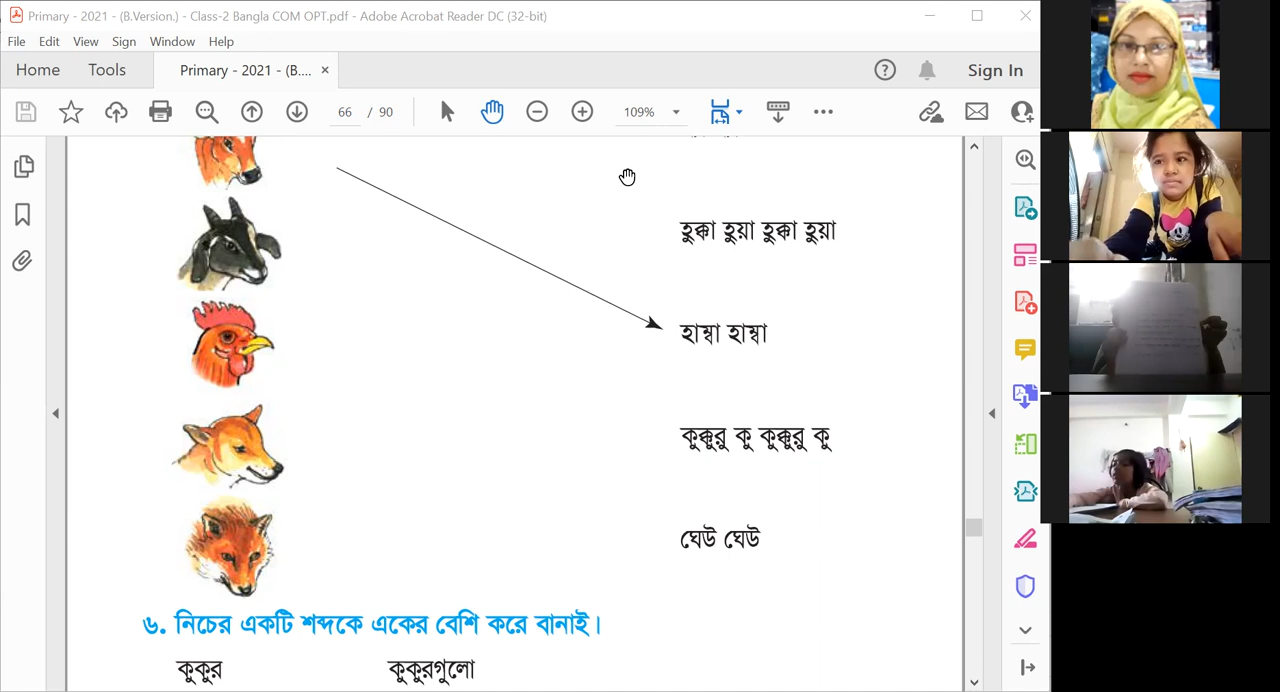 Primary - 2021 - (B.Version.) - Class-2 Bangla COM OPT.pdf - Adobe Acrobat Reader DC (32-bit)
File Edit View Sign Window Help
Home Tools Primary - 2021 - (B.... × Sign In
66 / 90 109%
হুক্কা হুয়া হুক্কা হুয়া
হাম্বা হাম্বা
কুক্কুরু কু কুক্কুরু কু
ঘেউ ঘেউ
৬. নিচের একটি শব্দকে একের বেশি করে বানাই।
কুকুর কুকুরগুলো